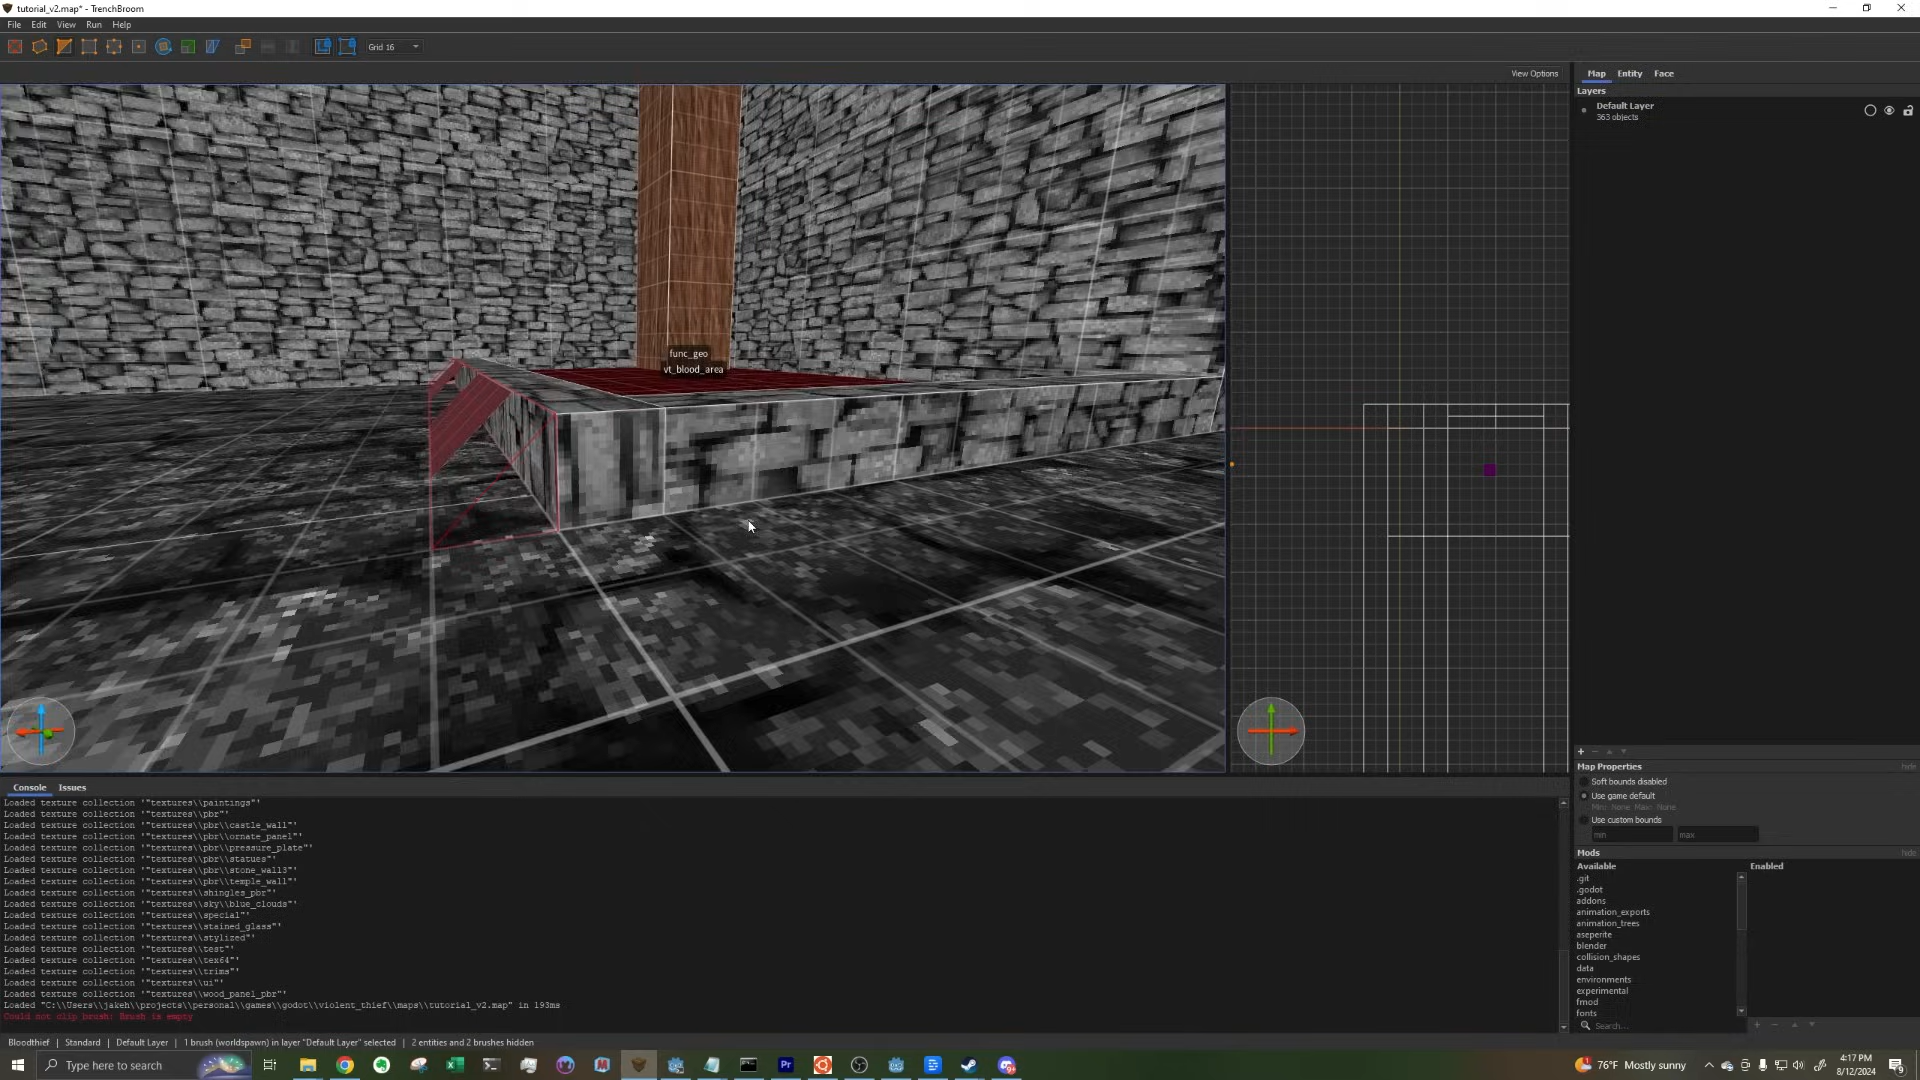 tutorial_v2.map* - TrenchBroom
File Edit View Run Help
Grid 16
View Options
Map Entity Face
Layers
Default Layer
363 objects
func_geo
vt_blood_area
Map Properties
hide
Soft bounds disabled
Use game default
Min: None Max: None
Use custom bounds
min max
Mods
hide
Available Enabled
.git
.godot
addons
animation_exports
animation_trees
aseperite
blender
collision_shapes
data
environments
experimental
fmod
fonts
Search...
Console Issues
Loaded texture collection '"textures\\paintings"'
Loaded texture collection '"textures\\pbr"'
Loaded texture collection '"textures\\pbr\\castle_wall"'
Loaded texture collection '"textures\\pbr\\ornate_panel"'
Loaded texture collection '"textures\\pbr\\pressure_plate"'
Loaded texture collection '"textures\\pbr\\statues"'
Loaded texture collection '"textures\\pbr\\stone_wall3"'
Loaded texture collection '"textures\\pbr\\temple_wall"'
Loaded texture collection '"textures\\shingles_pbr"'
Loaded texture collection '"textures\\sky\\blue_clouds"'
Loaded texture collection '"textures\\special"'
Loaded texture collection '"textures\\stained_glass"'
Loaded texture collection '"textures\\stylized"'
Loaded texture collection '"textures\\test"'
Loaded texture collection '"textures\\tex64"'
Loaded texture collection '"textures\\trims"'
Loaded texture collection '"textures\\ui"'
Loaded texture collection '"textures\\wood_panel_pbr"'
Loaded "C:\\Users\\jakeh\\projects\\personal\\games\\godot\\violent_thief\\maps\\tutorial_v2.map" in 193ms
Could not clip brush: Brush is empty
Bloodthief | Standard | Default Layer | 1 brush (worldspawn) in layer "Default Layer" selected | 2 entities and 2 brushes hidden
Type here to search
76°F Mostly sunny
4:17 PM
8/12/2024